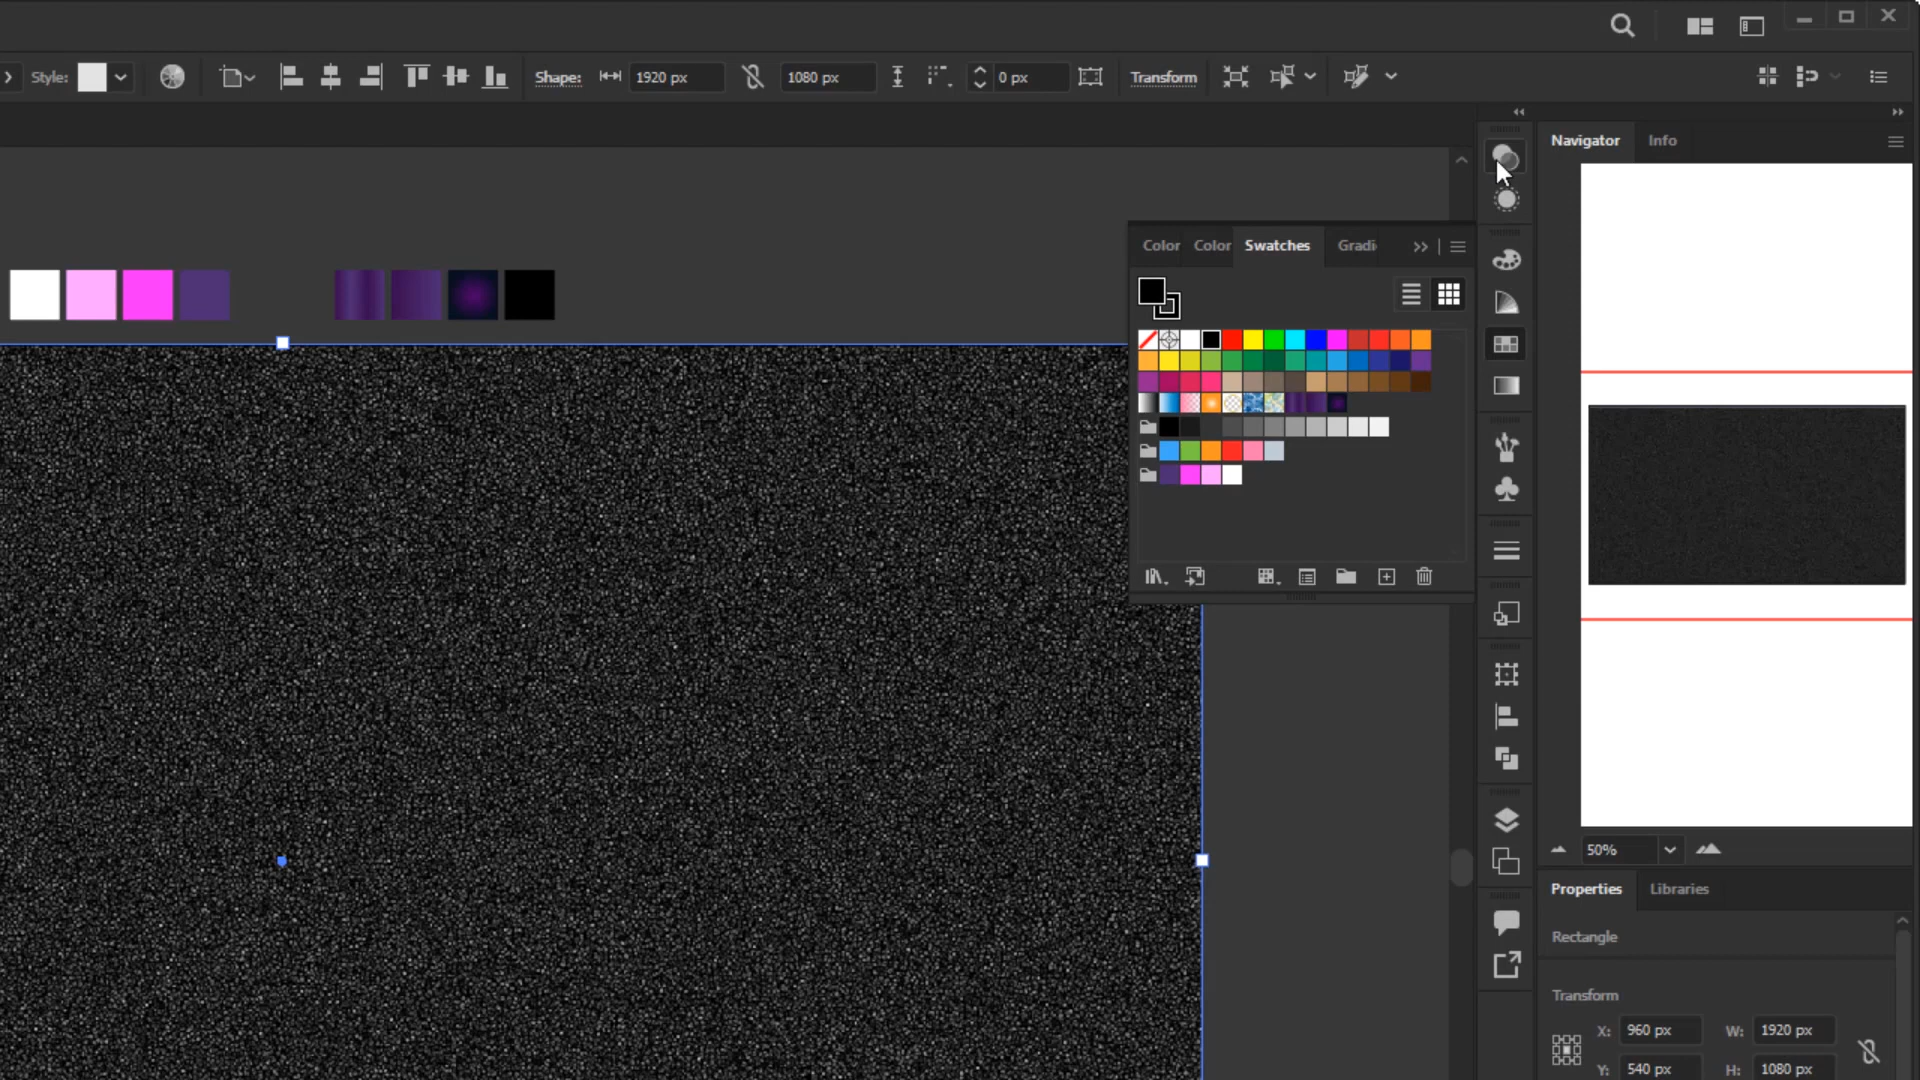 Style:
Shape:
1920 px
1080 px
0 px
Transform
Navigator
Info
Color
Color
Swatches
Gradi
50%
Properties
Libraries
Rectangle
Transform
X: 960 px
W: 1920 px
Y: 540 px
H: 1080 px